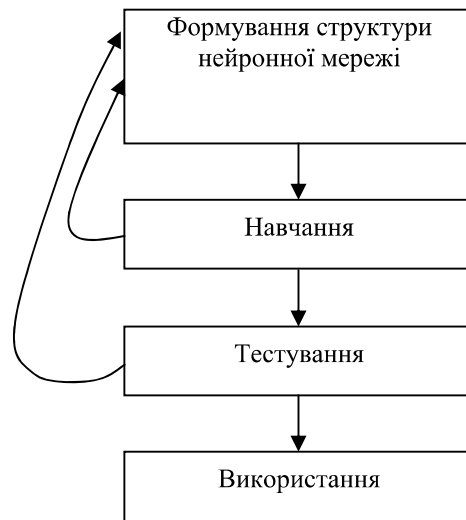 Формування структури
нейронної мережі
Навчання
Тестування
Використання